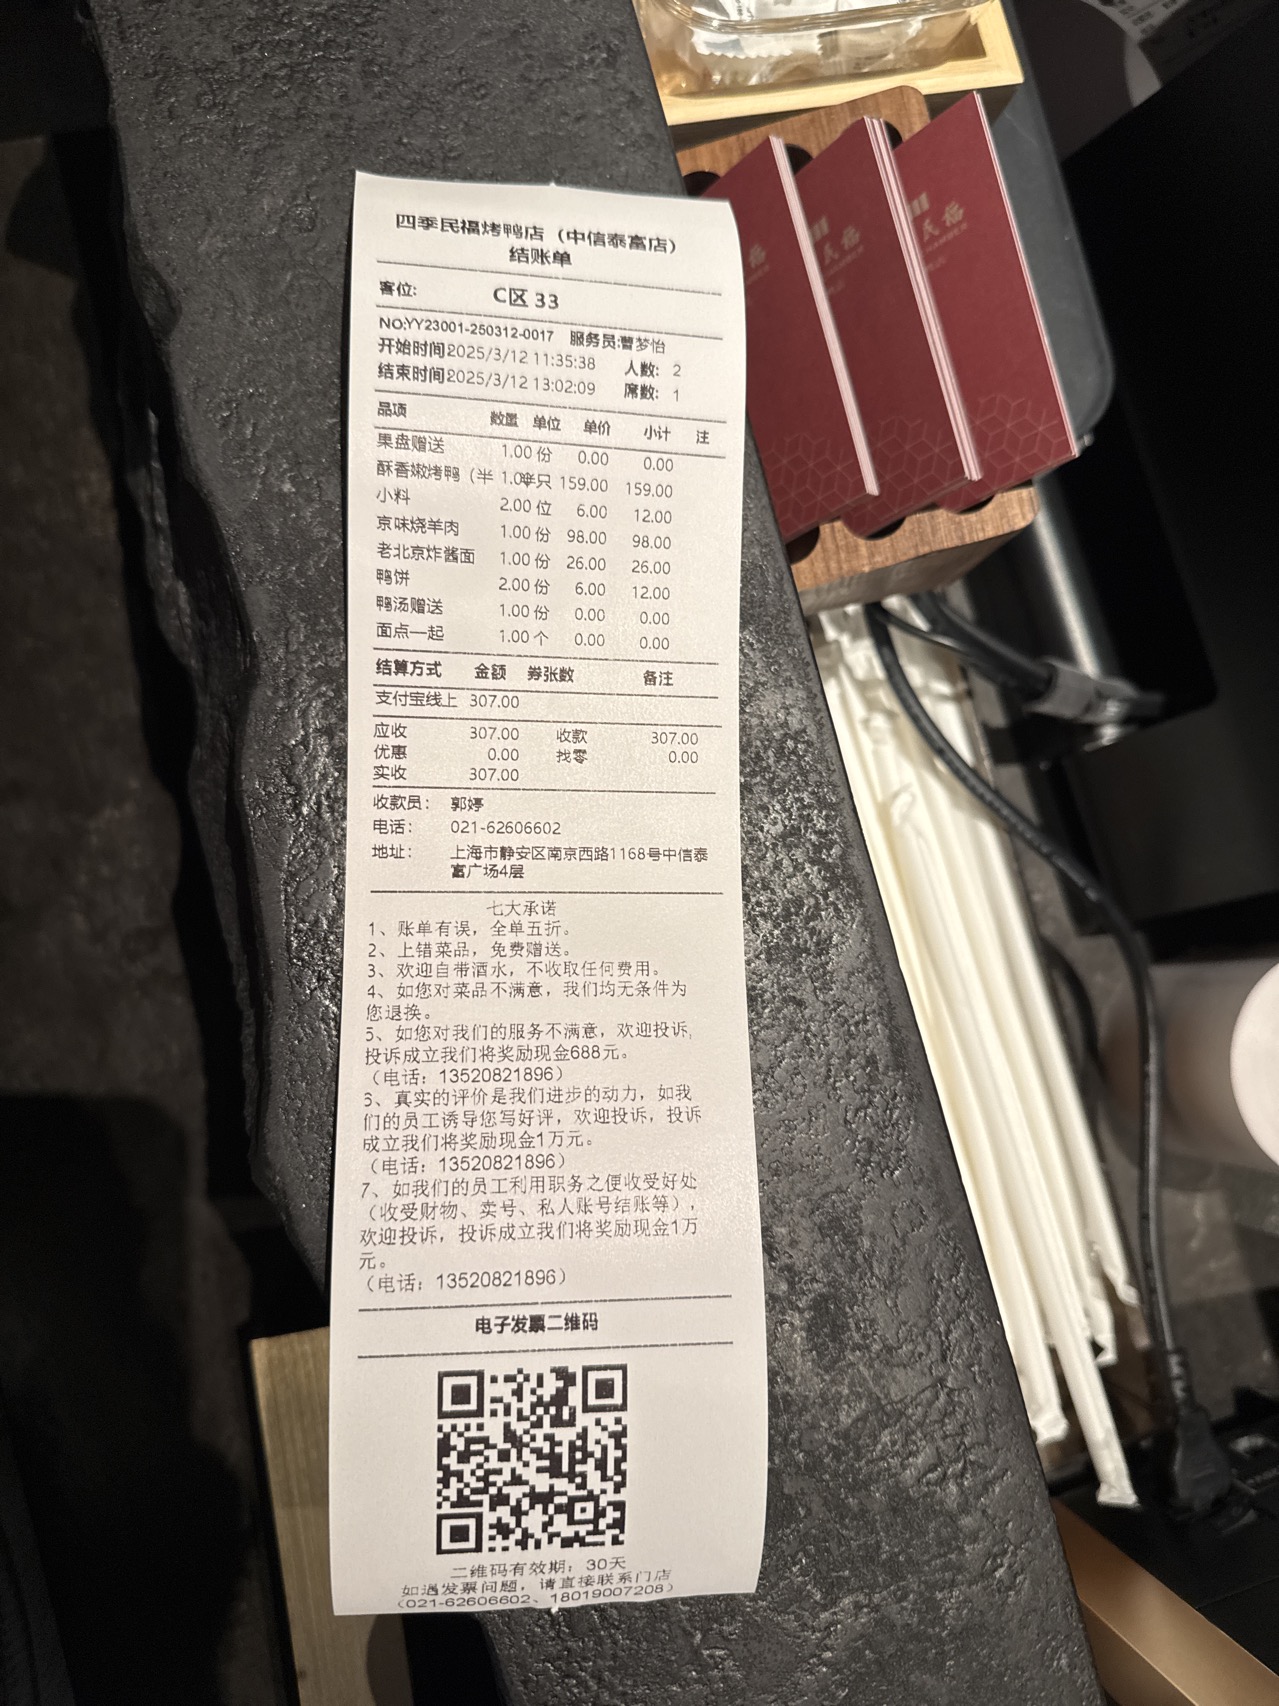 四季民福烤鸭店（中信泰富店）
结账单
客位： C区 33
NO:YY23001-250312-0017 服务员:曹梦怡
开始时间2025/3/12 11:35:38 人数： 2
结束时间2025/3/12 13:02:09 席数： 1
品项 数量 单位 单价 小计 注
果盘赠送 1.00 份 0.00 0.00
酥香嫩烤鸭（半 1.0半只 159.00 159.00
小料 2.00 位 6.00 12.00
京味烧羊肉 1.00 份 98.00 98.00
老北京炸酱面 1.00 份 26.00 26.00
鸭饼 2.00 份 6.00 12.00
鸭汤赠送 1.00 份 0.00 0.00
面点一起 1.00 个 0.00 0.00
结算方式 金额 券张数 备注
支付宝线上 307.00
应收 307.00 收款 307.00
优惠 0.00 找零 0.00
实收 307.00
收款员： 郭婷
电话： 021-62606602
地址： 上海市静安区南京西路1168号中信泰
富广场4层
七大承诺
1、账单有误，全单五折。
2、上错菜品，免费赠送。
3、欢迎自带酒水，不收取任何费用。
4、如您对菜品不满意，我们均无条件为
您退换。
5、如您对我们的服务不满意，欢迎投诉，
投诉成立我们将奖励现金688元。
（电话：13520821896）
6、真实的评价是我们进步的动力，如我
们的员工诱导您写好评，欢迎投诉，投诉
成立我们将奖励现金1万元。
（电话：13520821896）
7、如我们的员工利用职务之便收受好处
（收受财物、卖号、私人账号结账等），
欢迎投诉，投诉成立我们将奖励现金1万
元。
（电话：13520821896）
电子发票二维码
二维码有效期：30天
如遇发票问题，请直接联系门店
（021-62606602、18019007208）
福
民福
民福